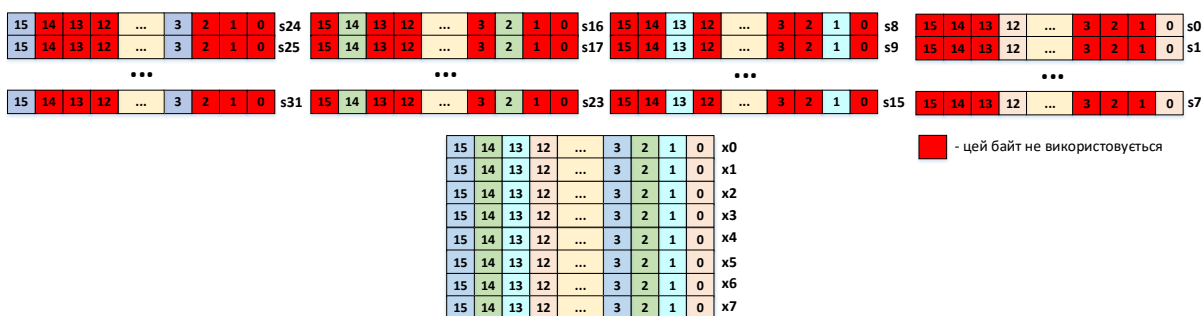 15 14 13 12 ... 3 2 1 0 s24 15 14 13 12 ... 3 2 1 0 s16 15 14 13 12 ... 3 2 1 0 s8 15 14 13 12 ... 3 2 1 0 s0
15 14 13 12 3 2 1 0 s25 15 14 13 12 3 2 1 0 s17 15 14 13 12 3 2 1 0 s9 15 14 13 12 ... 3 2 1 0 s1
... ... ... ...
15 14 13 12 ... 3 2 1 0 s31 15 14 13 12 ... 3 2 1 0 s23 15 14 13 12 ... 3 2 1 0 s15 15 14 13 12 ... 3 2 1 0 s7
15 14 13 12 ... 3 2 1 0 x0
- цей байт не використовується
15 14 13 12 ... 3 2 1 0 x1
15 14 13 12 ... 3 2 1 0 x2
15 14 13 12 ... 3 2 1 0 x3
15 14 13 12 ... 3 2 1 0 x4
15 14 13 12 ... 3 2 1 0 x5
15 14 13 12 ... 3 2 1 0 x6
15 14 13 12 ... 3 2 1 0 x7